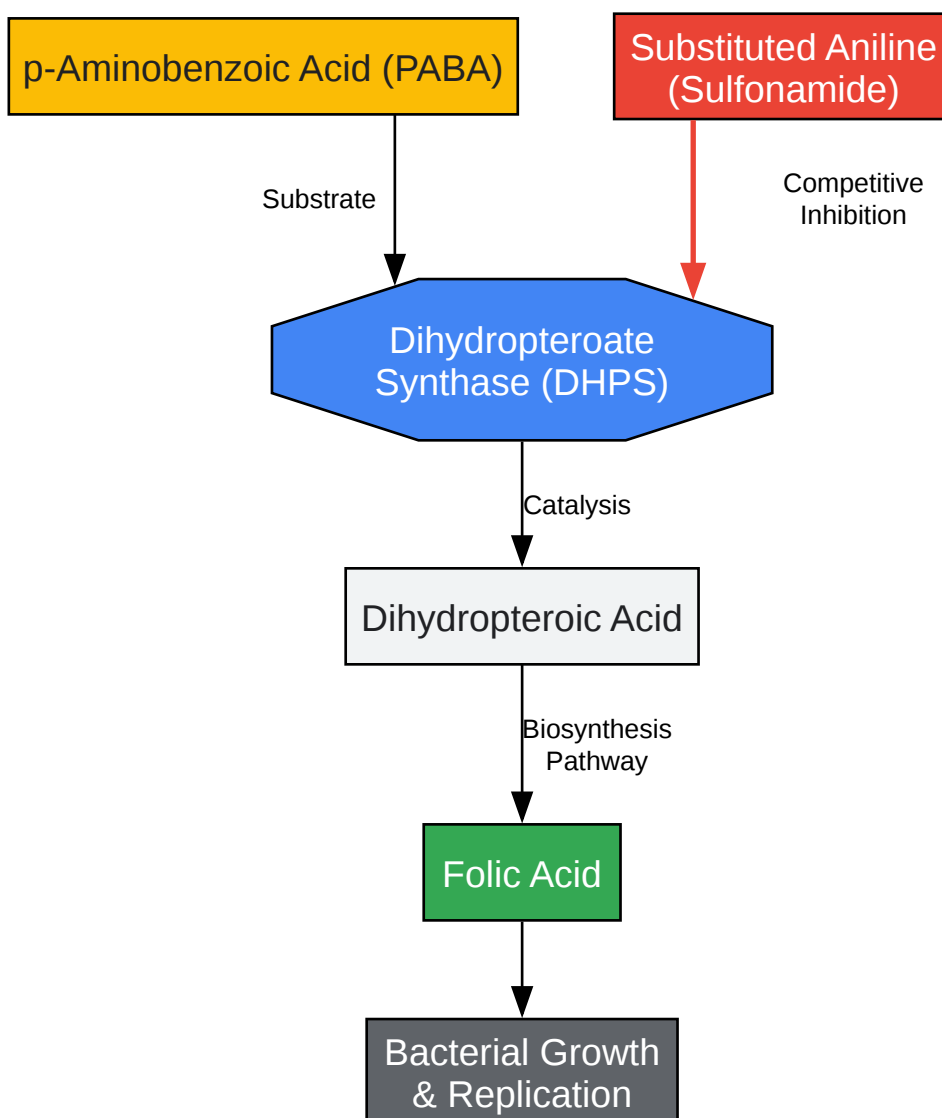 p-Aminobenzoic Acid (PABA)
Substituted Aniline
(Sulfonamide)
Substrate
Competitive
Inhibition
Dihydropteroate
Synthase (DHPS)
Catalysis
Dihydropteroic Acid
Biosynthesis
Pathway
Folic Acid
Bacterial Growth
& Replication